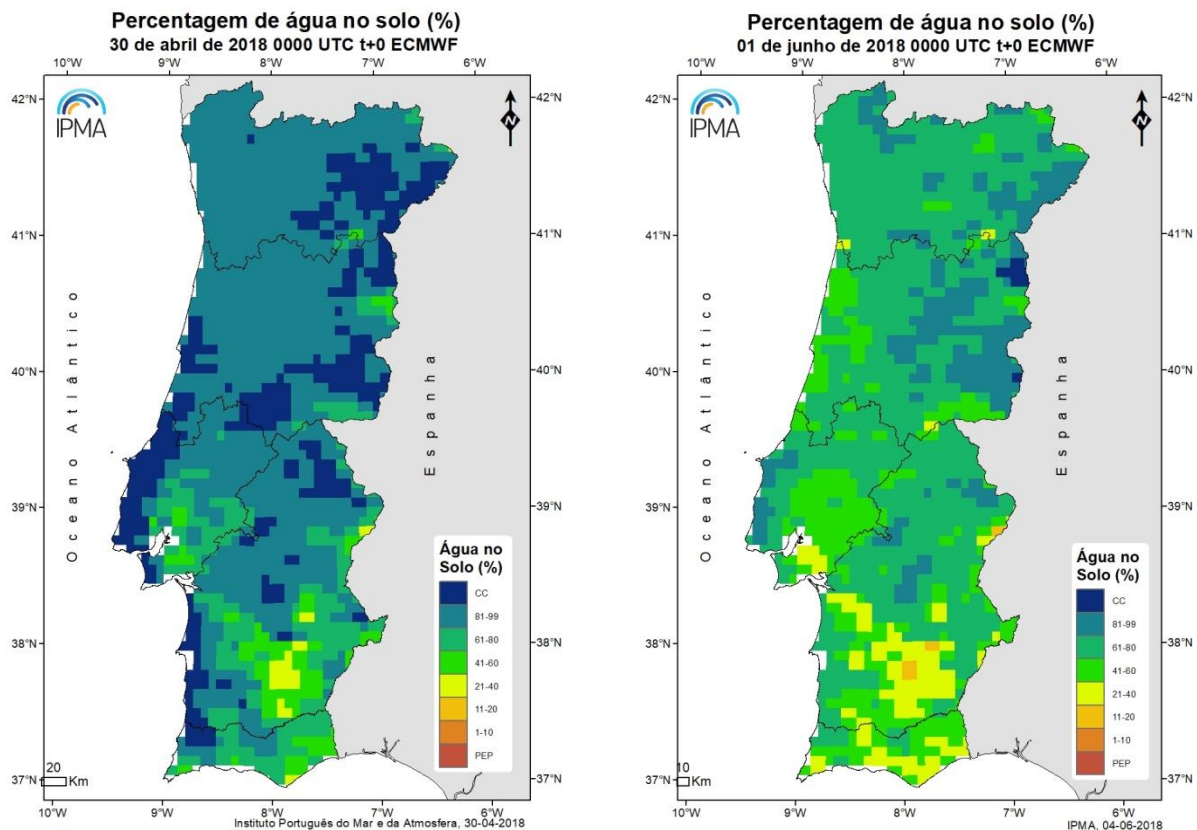 Percentagem de água no solo (%)
30 de abril de 2018 0000 UTC t+0 ECMWF
10°W 9°W 8°W 7°W 6°W
IPMA
N
42°N 42°N
41°N 41°N
40°N 40°N
39°N 39°N
38°N 38°N
37°N 37°N
Oceano Atlântico
Espanha
Água no
Solo (%)
CC
81-99
61-80
41-60
21-40
11-20
1-10
PEP
20
Km
10°W 9°W 8°W 7°W 6°W
Instituto Português do Mar e da Atmosfera, 30-04-2018
Percentagem de água no solo (%)
01 de junho de 2018 0000 UTC t+0 ECMWF
10°W 9°W 8°W 7°W 6°W
IPMA
N
42°N 42°N
41°N 41°N
40°N 40°N
39°N 39°N
38°N 38°N
37°N 37°N
Oceano Atlântico
Espanha
Água no
Solo (%)
CC
81-99
61-80
41-60
21-40
11-20
1-10
PEP
10
Km
10°W 9°W 8°W 7°W 6°W
IPMA, 04-06-2018